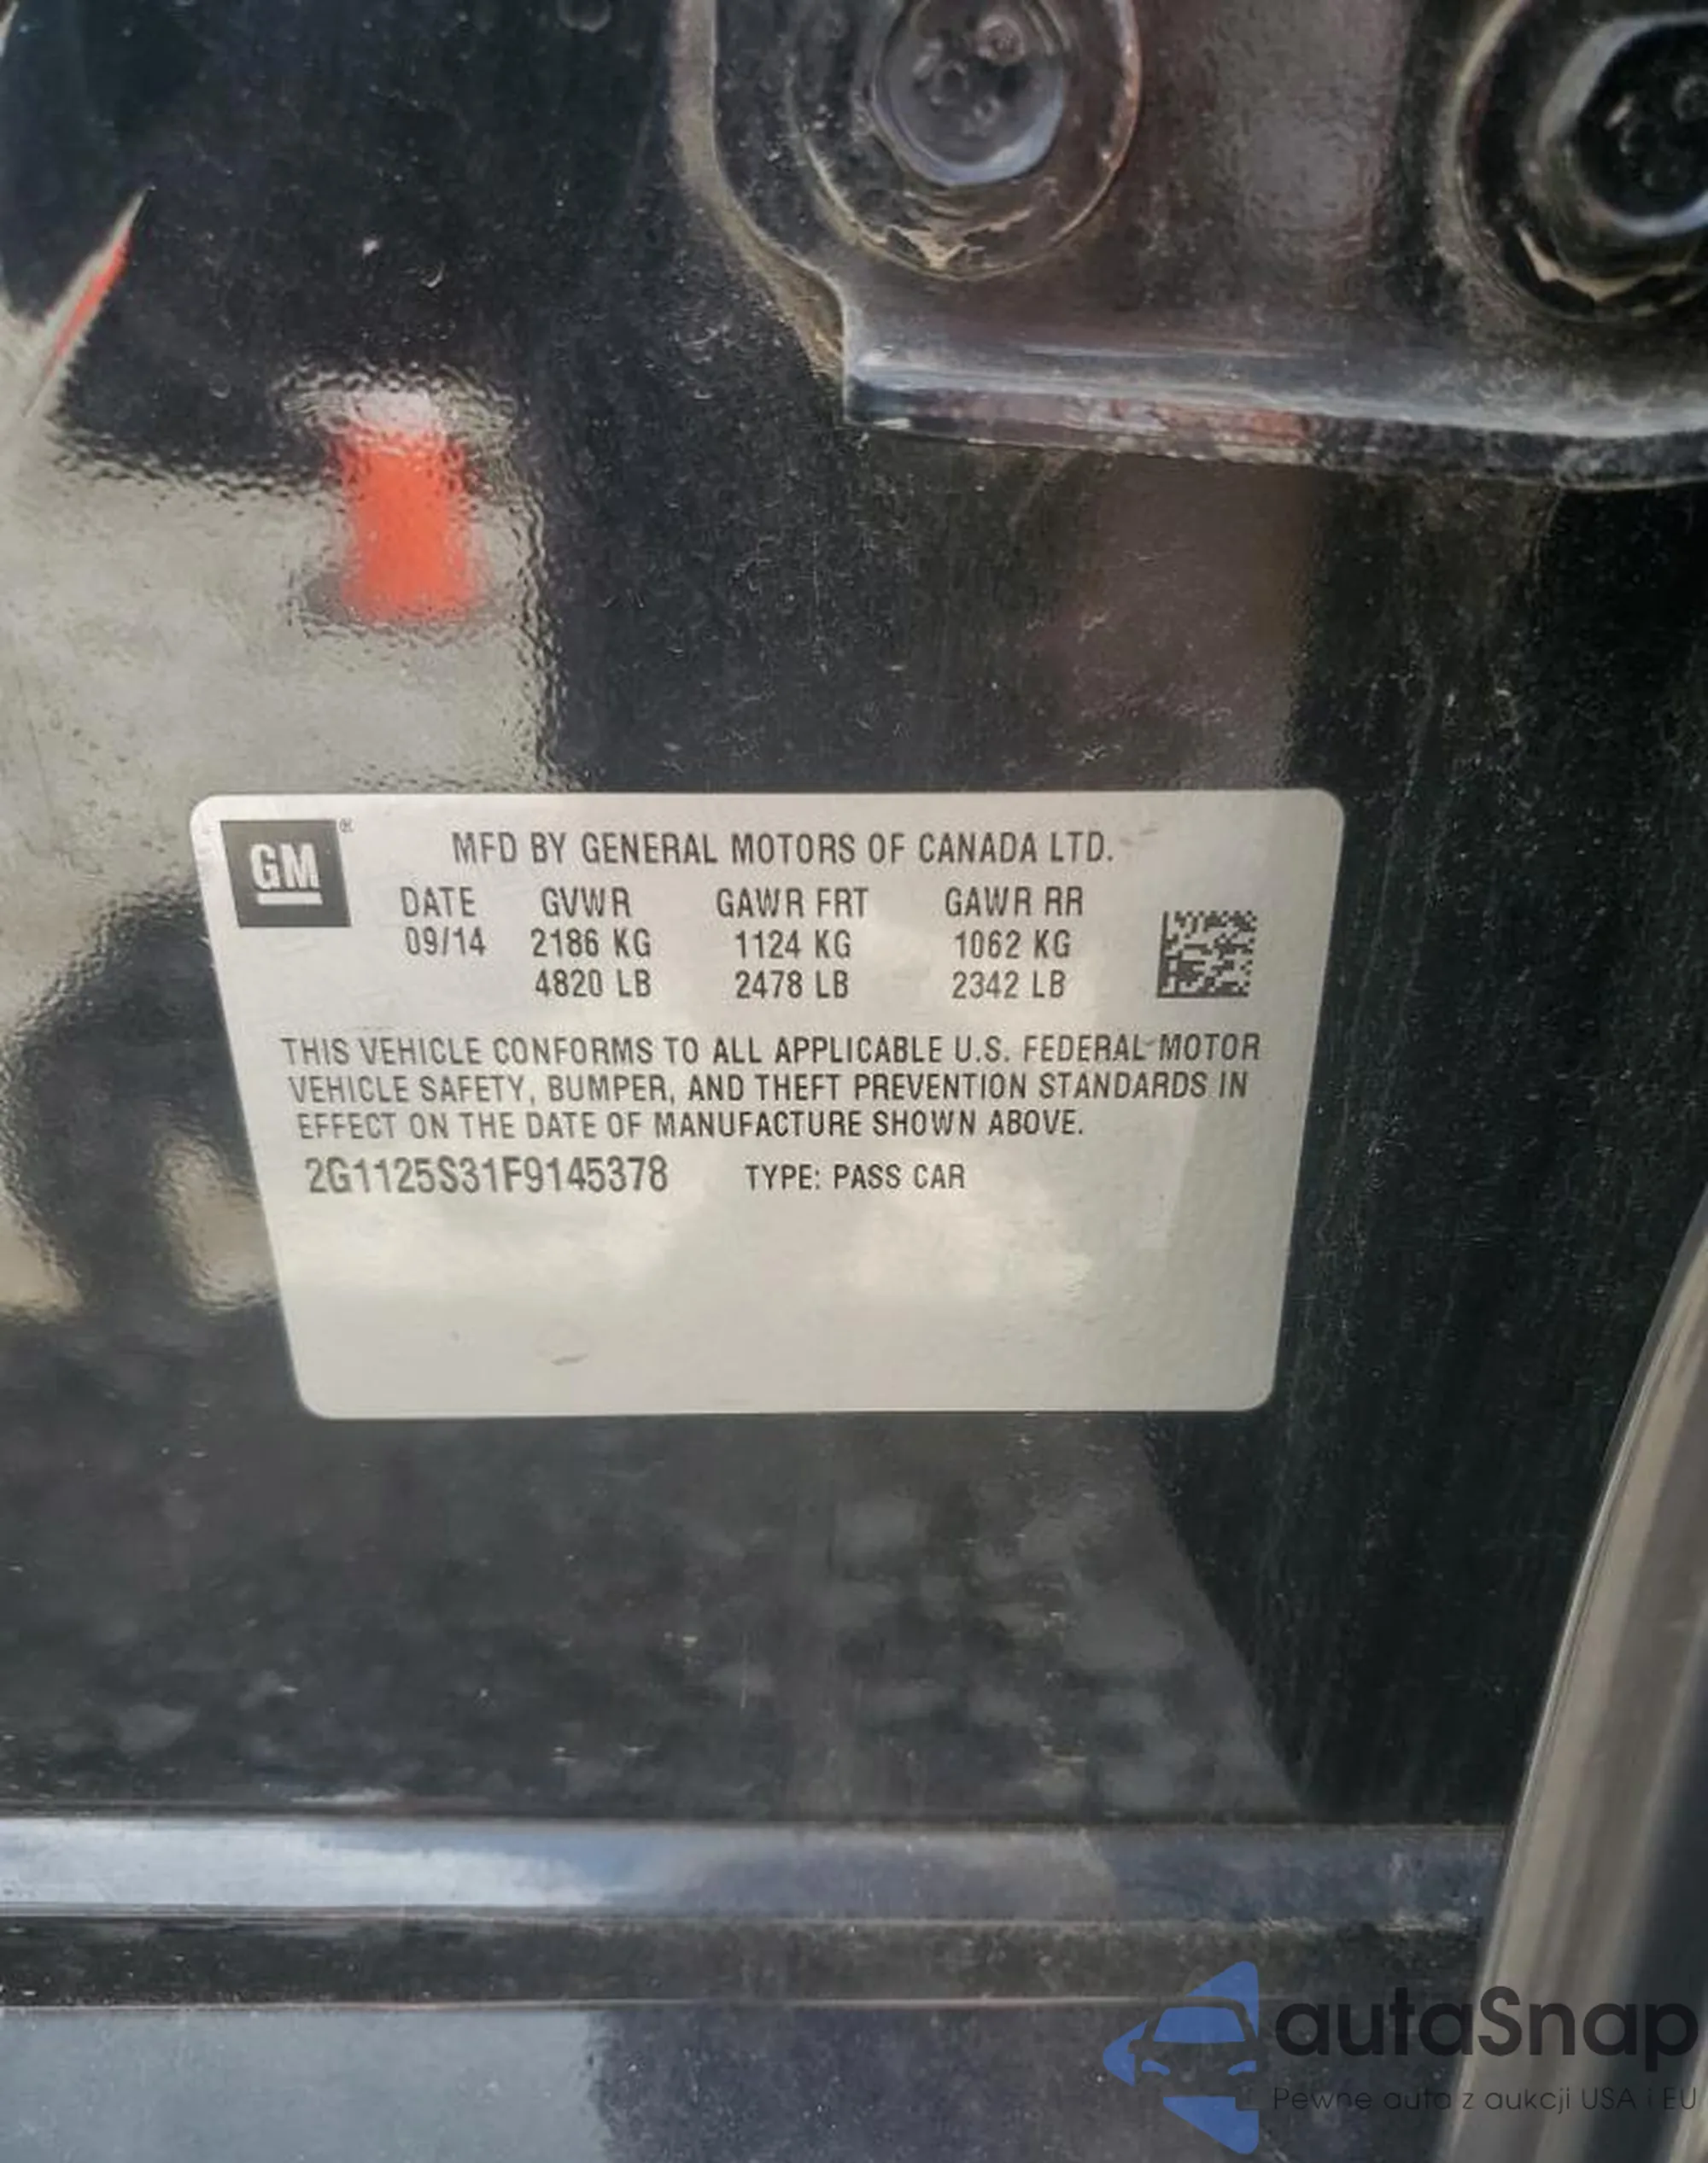 GM ®
MFD BY GENERAL MOTORS OF CANADA LTD.
DATE GVWR GAWR FRT GAWR RR
09/14 2186 KG 1124 KG 1062 KG
4820 LB 2478 LB 2342 LB
THIS VEHICLE CONFORMS TO ALL APPLICABLE U.S. FEDERAL MOTOR
VEHICLE SAFETY, BUMPER, AND THEFT PREVENTION STANDARDS IN
EFFECT ON THE DATE OF MANUFACTURE SHOWN ABOVE.
2G1125S31F9145378 TYPE: PASS CAR
autaSnap
Pewne auta z aukcji USA i EU